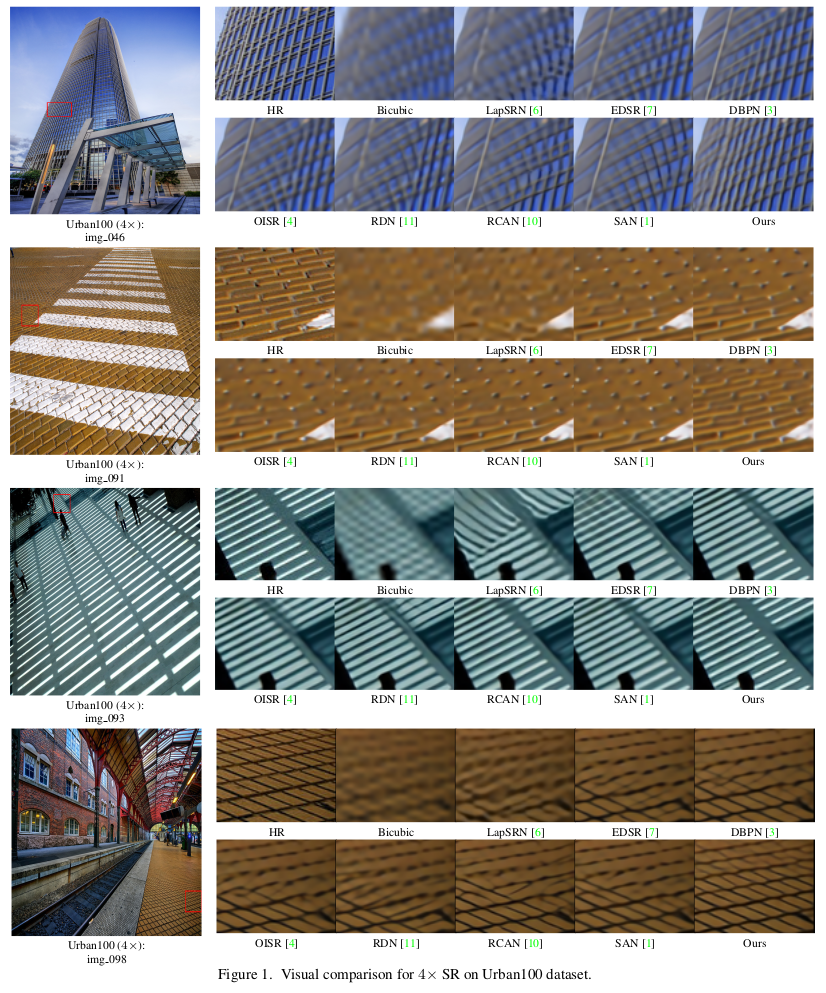 HR Bicubic LapSRN [6] EDSR [7] DBPN [3]
OISR [4] RDN [11] RCAN [10] SAN [1] Ours
Urban100 (4×):
img_046
HR Bicubic LapSRN [6] EDSR [7] DBPN [3]
OISR [4] RDN [11] RCAN [10] SAN [1] Ours
Urban100 (4×):
img_091
HR Bicubic LapSRN [6] EDSR [7] DBPN [3]
OISR [4] RDN [11] RCAN [10] SAN [1] Ours
Urban100 (4×):
img_093
HR Bicubic LapSRN [6] EDSR [7] DBPN [3]
OISR [4] RDN [11] RCAN [10] SAN [1] Ours
Urban100 (4×):
img_098
Figure 1. Visual comparison for 4× SR on Urban100 dataset.